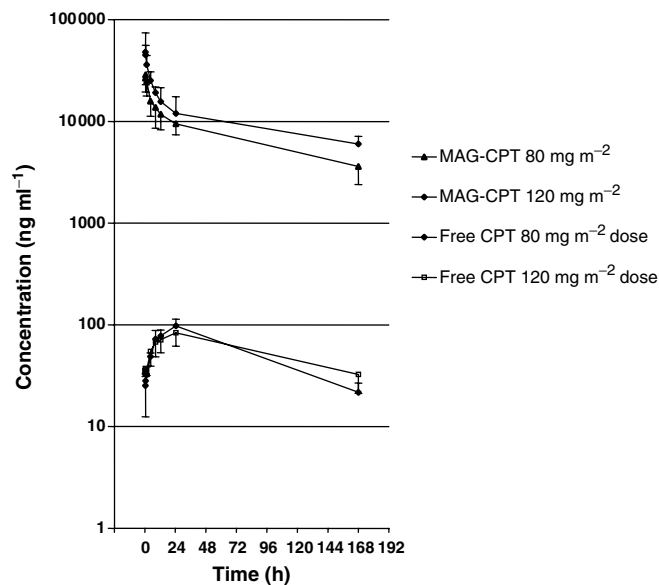 100000
10000
1000
100
10
1
Concentration (ng ml⁻¹)
0 24 48 72 96 120 144 168 192
Time (h)
MAG-CPT 80 mg m⁻²
MAG-CPT 120 mg m⁻²
Free CPT 80 mg m⁻² dose
Free CPT 120 mg m⁻² dose